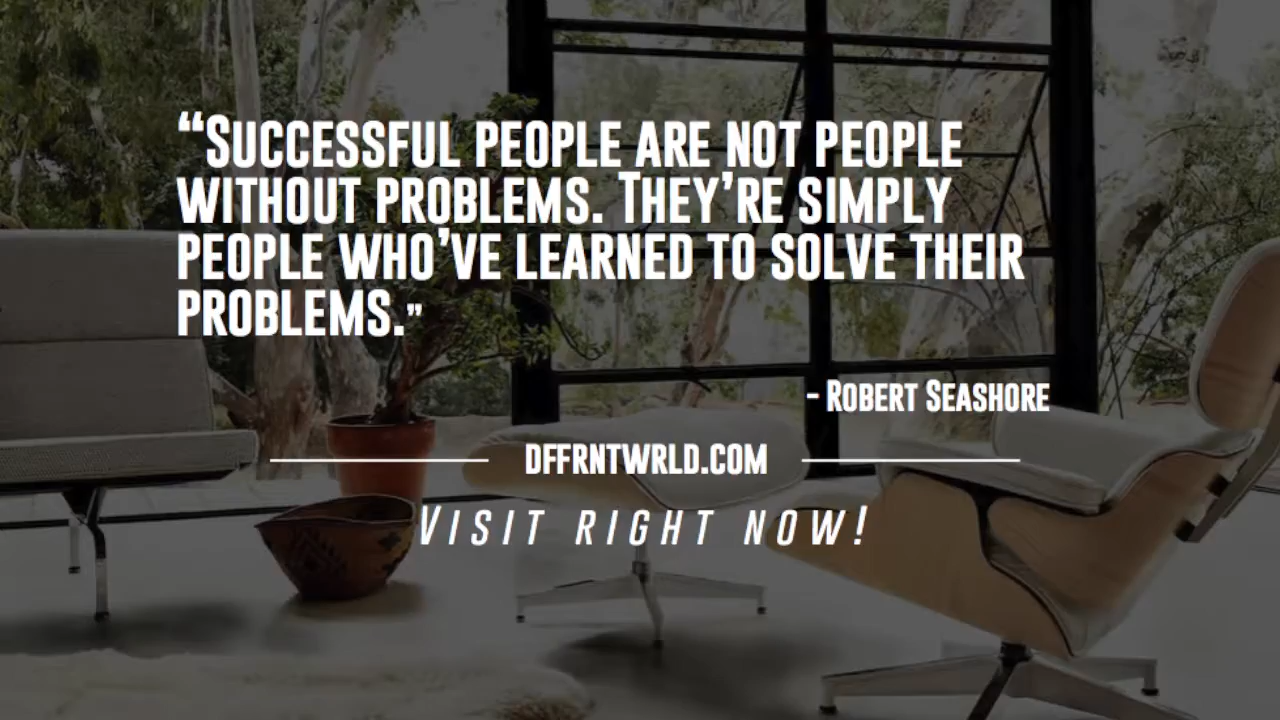 “Successful people are not people
without problems. They’re simply
people who’ve learned to solve their
problems.”
- Robert Seashore
dffrntwrld.com
Visit right now!